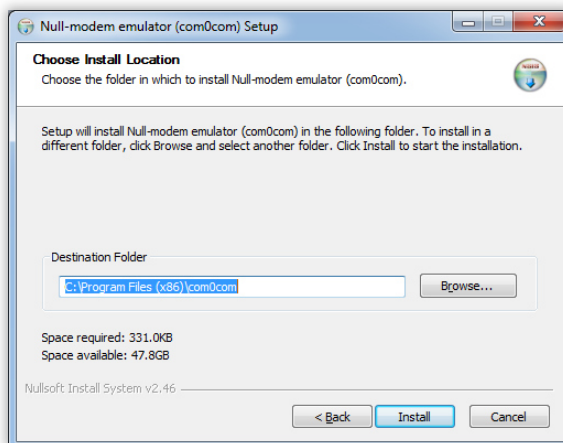 Null-modem emulator (com0com) Setup
Choose Install Location
Choose the folder in which to install Null-modem emulator (com0com).
Setup will install Null-modem emulator (com0com) in the following folder. To install in a
different folder, click Browse and select another folder. Click Install to start the installation.
Destination Folder
C:\Program Files (x86)\com0com
Browse...
Space required: 331.0KB
Space available: 47.8GB
Nullsoft Install System v2.46
< Back
Install
Cancel